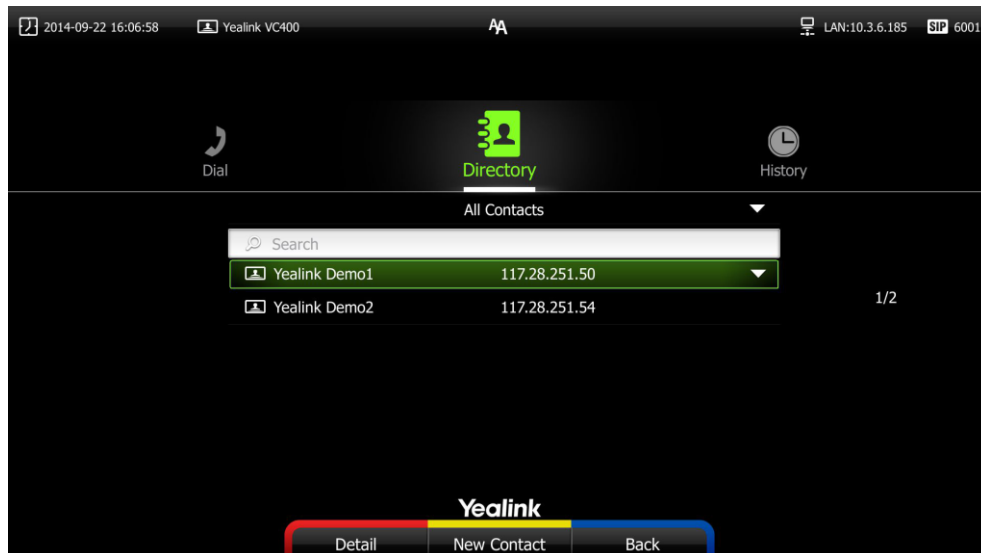 2014-09-22 16:06:58 Yealink VC400 AA LAN:10.3.6.185 SIP 6001
Dial Directory History
All Contacts
Search
Yealink Demo1 117.28.251.50
1/2
Yealink Demo2 117.28.251.54
Yealink
Detail New Contact Back